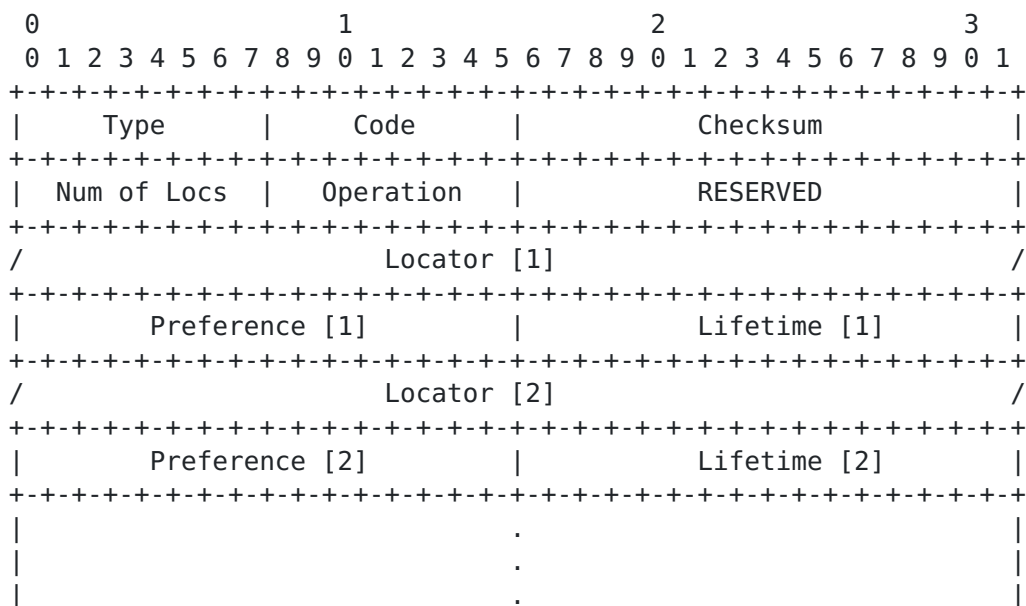 0                   1                   2                   3
 0 1 2 3 4 5 6 7 8 9 0 1 2 3 4 5 6 7 8 9 0 1 2 3 4 5 6 7 8 9 0 1
+-+-+-+-+-+-+-+-+-+-+-+-+-+-+-+-+-+-+-+-+-+-+-+-+-+-+-+-+-+-+-+-+
|     Type      |     Code      |           Checksum            |
+-+-+-+-+-+-+-+-+-+-+-+-+-+-+-+-+-+-+-+-+-+-+-+-+-+-+-+-+-+-+-+-+
|  Num of Locs  |   Operation   |           RESERVED            |
+-+-+-+-+-+-+-+-+-+-+-+-+-+-+-+-+-+-+-+-+-+-+-+-+-+-+-+-+-+-+-+-+
/                       Locator [1]                             /
+-+-+-+-+-+-+-+-+-+-+-+-+-+-+-+-+-+-+-+-+-+-+-+-+-+-+-+-+-+-+-+-+
|        Preference [1]         |           Lifetime [1]        |
+-+-+-+-+-+-+-+-+-+-+-+-+-+-+-+-+-+-+-+-+-+-+-+-+-+-+-+-+-+-+-+-+
/                       Locator [2]                             /
+-+-+-+-+-+-+-+-+-+-+-+-+-+-+-+-+-+-+-+-+-+-+-+-+-+-+-+-+-+-+-+-+
|        Preference [2]         |           Lifetime [2]        |
+-+-+-+-+-+-+-+-+-+-+-+-+-+-+-+-+-+-+-+-+-+-+-+-+-+-+-+-+-+-+-+-+
|                               .                               |
|                               .                               |
|                               .                               |